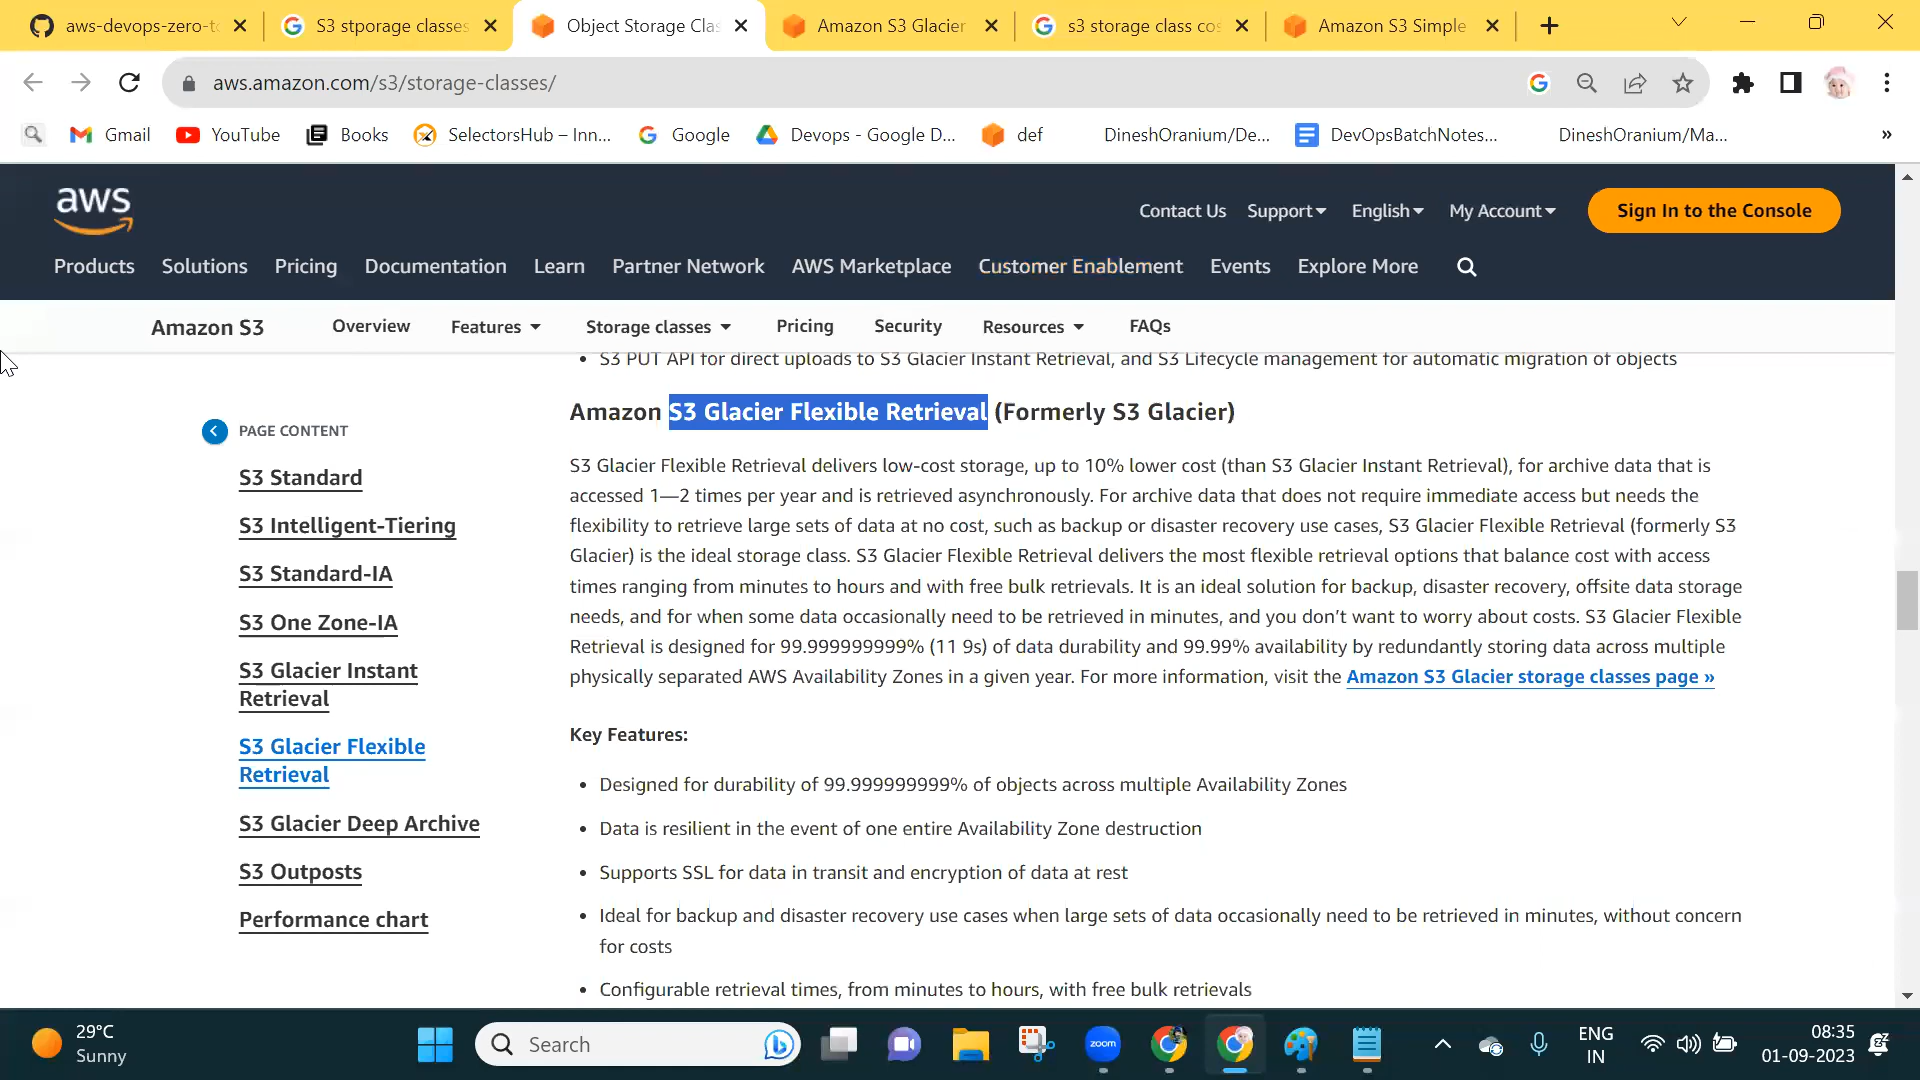 aws-devops-zero-to
S3 stporage classes
Object Storage Clas
Amazon S3 Glacier
s3 storage class cos
Amazon S3 Simple
aws.amazon.com/s3/storage-classes/
Gmail
YouTube
Books
SelectorsHub – Inn...
Google
Devops - Google D...
def
DineshOranium/De...
DevOpsBatchNotes...
DineshOranium/Ma...
»
aws
Contact Us
Support
English
My Account
Sign In to the Console
Products
Solutions
Pricing
Documentation
Learn
Partner Network
AWS Marketplace
Customer Enablement
Events
Explore More
Amazon S3
Overview
Features
Storage classes
Pricing
Security
Resources
FAQs
• S3 PUT API for direct uploads to S3 Glacier Instant Retrieval, and S3 Lifecycle management for automatic migration of objects
PAGE CONTENT
S3 Standard
S3 Intelligent-Tiering
S3 Standard-IA
S3 One Zone-IA
S3 Glacier Instant
Retrieval
S3 Glacier Flexible
Retrieval
S3 Glacier Deep Archive
S3 Outposts
Performance chart
Amazon S3 Glacier Flexible Retrieval (Formerly S3 Glacier)
S3 Glacier Flexible Retrieval delivers low-cost storage, up to 10% lower cost (than S3 Glacier Instant Retrieval), for archive data that is
accessed 1—2 times per year and is retrieved asynchronously. For archive data that does not require immediate access but needs the
flexibility to retrieve large sets of data at no cost, such as backup or disaster recovery use cases, S3 Glacier Flexible Retrieval (formerly S3
Glacier) is the ideal storage class. S3 Glacier Flexible Retrieval delivers the most flexible retrieval options that balance cost with access
times ranging from minutes to hours and with free bulk retrievals. It is an ideal solution for backup, disaster recovery, offsite data storage
needs, and for when some data occasionally need to be retrieved in minutes, and you don’t want to worry about costs. S3 Glacier Flexible
Retrieval is designed for 99.999999999% (11 9s) of data durability and 99.99% availability by redundantly storing data across multiple
physically separated AWS Availability Zones in a given year. For more information, visit the Amazon S3 Glacier storage classes page »
Key Features:
• Designed for durability of 99.999999999% of objects across multiple Availability Zones
• Data is resilient in the event of one entire Availability Zone destruction
• Supports SSL for data in transit and encryption of data at rest
• Ideal for backup and disaster recovery use cases when large sets of data occasionally need to be retrieved in minutes, without concern
for costs
• Configurable retrieval times, from minutes to hours, with free bulk retrievals
29°C
Sunny
Search
zoom
ENG
IN
08:35
01-09-2023